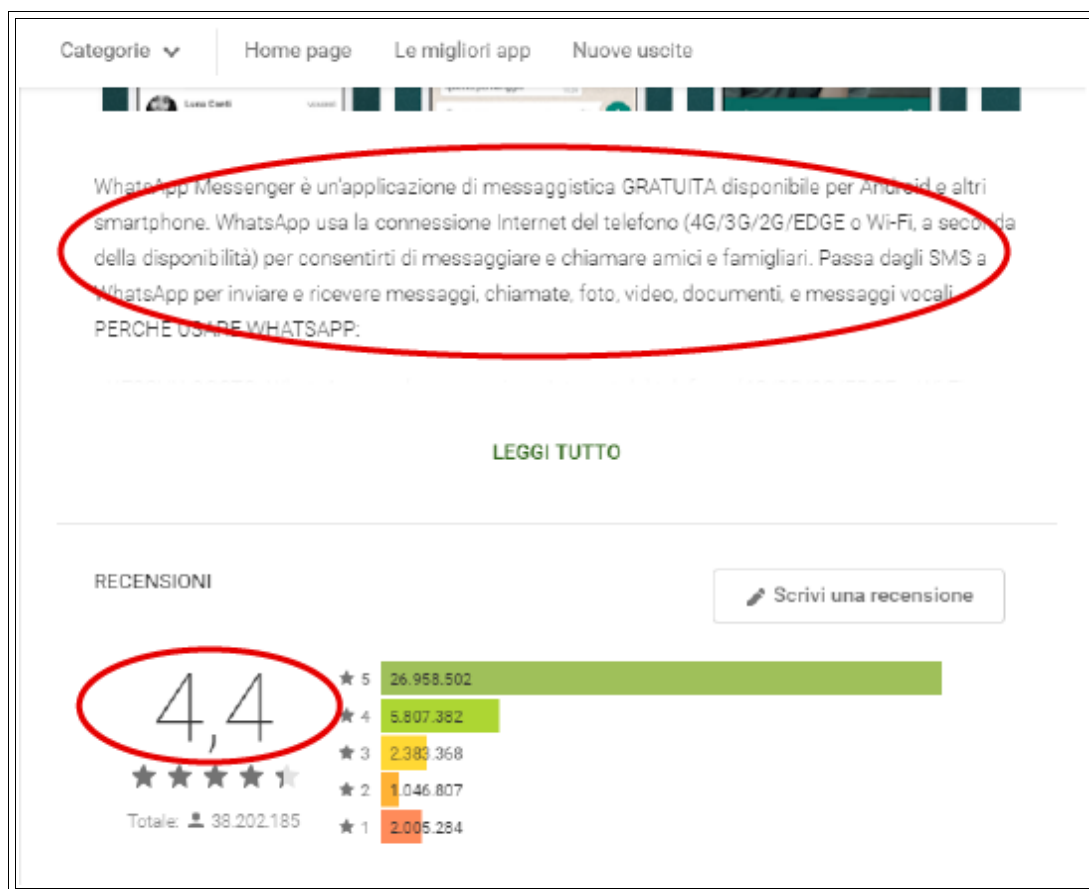 Categorie Home page Le migliori app Nuove uscite
Luna Conti
WhatsApp Messenger è un'applicazione di messaggistica GRATUITA disponibile per Android e altri
smartphone. WhatsApp usa la connessione Internet del telefono (4G/3G/2G/EDGE o Wi-Fi, a seconda
della disponibilità) per consentirti di messaggiare e chiamare amici e famigliari. Passa dagli SMS a
WhatsApp per inviare e ricevere messaggi, chiamate, foto, video, documenti, e messaggi vocali.
PERCHÉ USARE WHATSAPP:
LEGGI TUTTO
RECENSIONI
Scrivi una recensione
4,4
Totale: 38.202.185
5 26.958.502
4 5.807.382
3 2.383.368
2 1.046.807
1 2.005.284